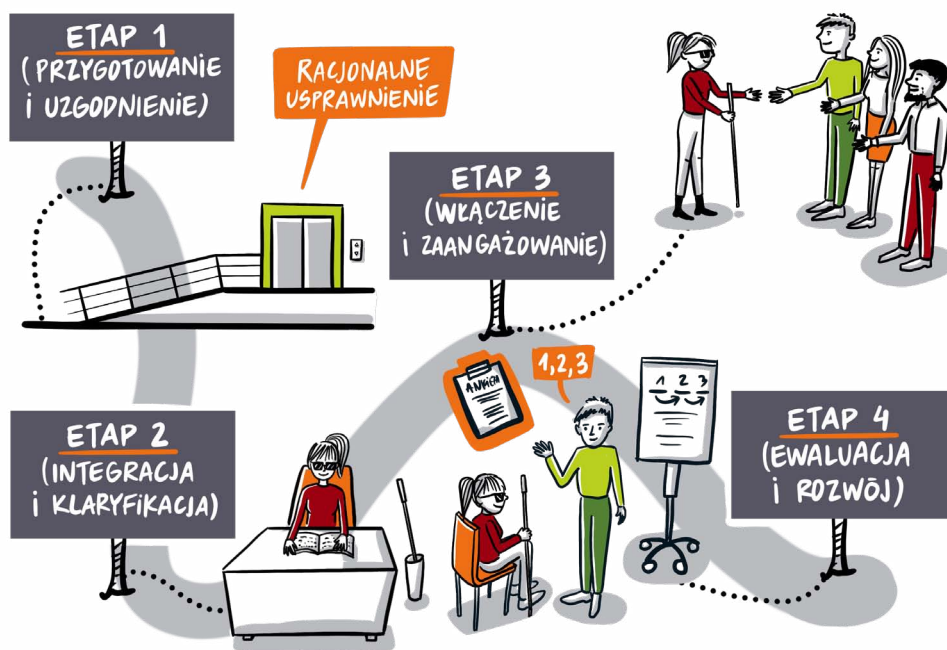 ETAP 1
(PRZYGOTOWANIE
i UZGODNIENIE)
RACJONALNE
USPRAWNIENIE
ETAP 3
(WŁĄCZENIE
i ZAANGAŻOWANIE)
ETAP 2
(INTEGRACJA
i KLARYFIKACJA)
ANKIETA
1,2,3
1 2 3
ETAP 4
(EWALUACJA
i ROZWÓJ)